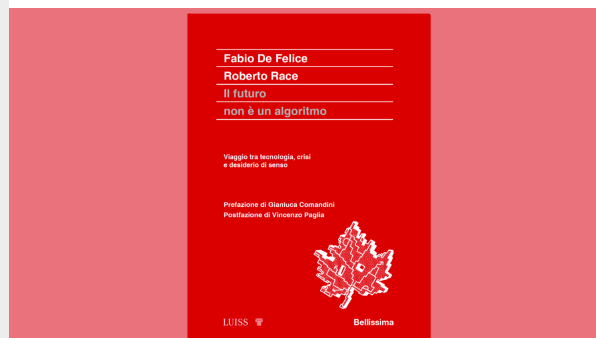 Fabio De Felice
Roberto Race
Il futuro
non è un algoritmo
Viaggio tra tecnologia, crisi
e desiderio di senso
Prefazione di Gianluca Comandini
Postfazione di Vincenzo Paglia
LUISS
Bellissima